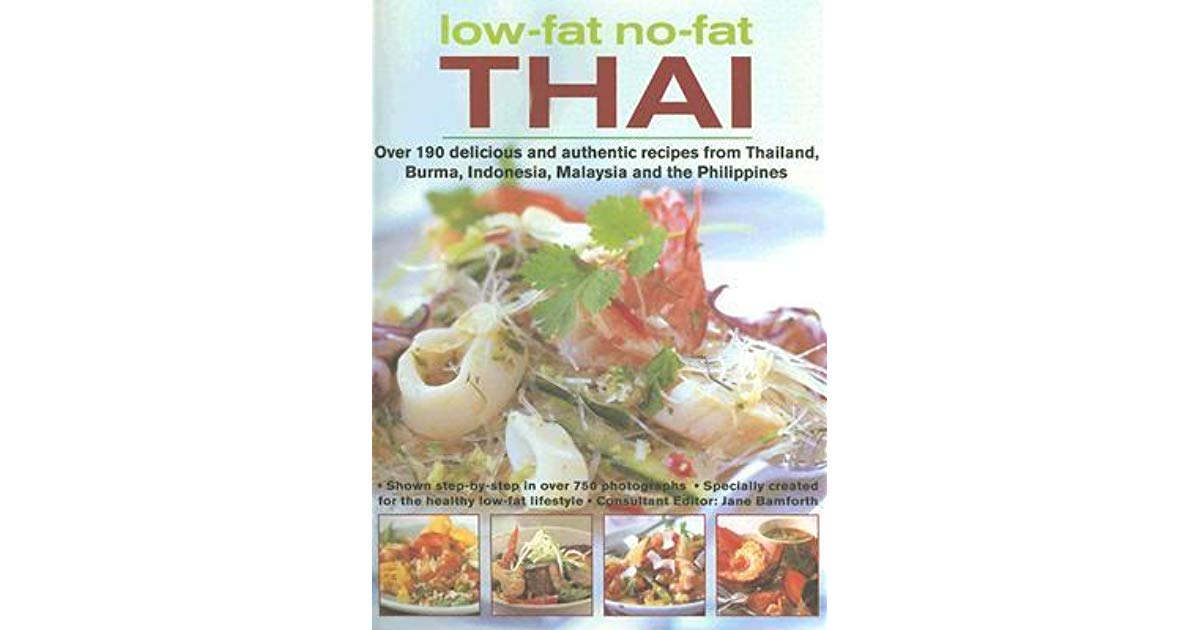 low-fat no-fat
THAI
Over 190 delicious and authentic recipes from Thailand,
Burma, Indonesia, Malaysia and the Philippines
• Shown step-by-step in over 750 photographs • Specially created
for the healthy low-fat lifestyle • Consultant Editor: Jane Bamforth